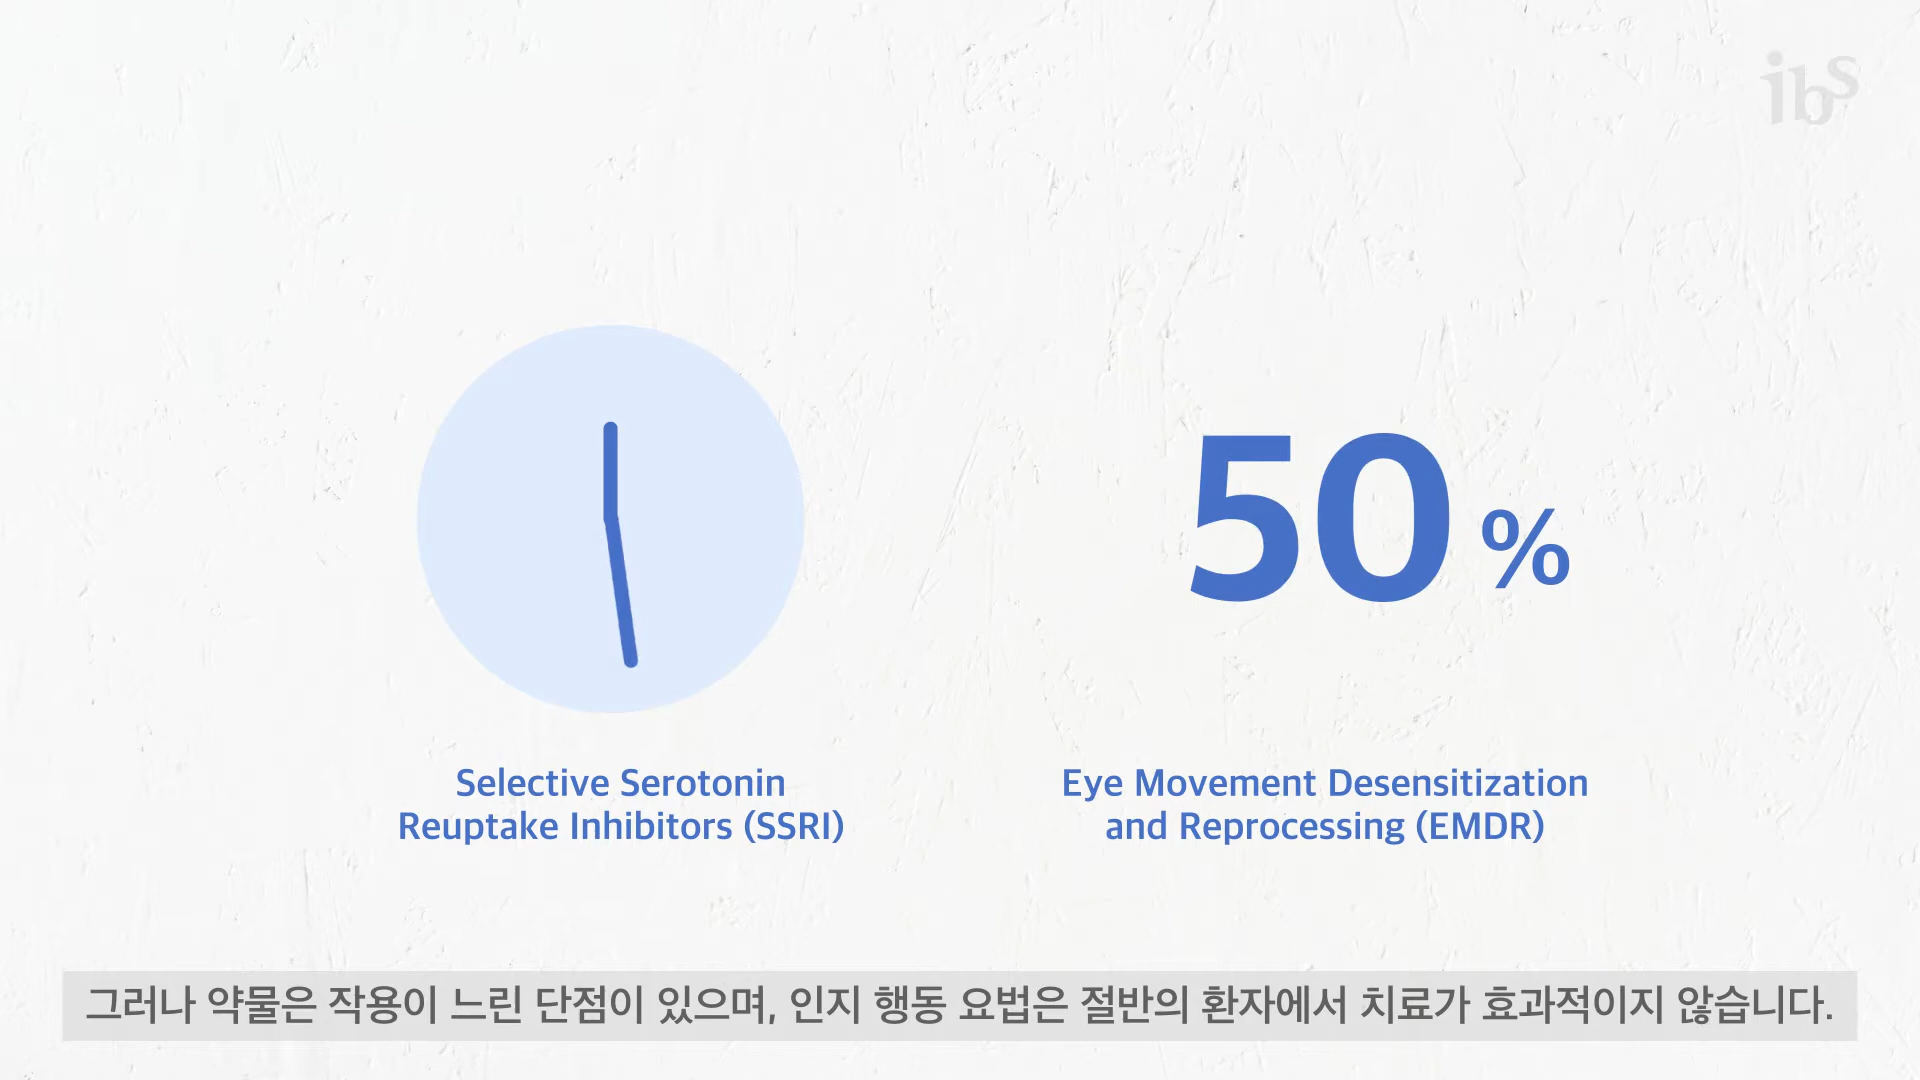 ibs
50 %
Selective Serotonin
Reuptake Inhibitors (SSRI)
Eye Movement Desensitization
and Reprocessing (EMDR)
그러나 약물은 작용이 느린 단점이 있으며, 인지 행동 요법은 절반의 환자에서 치료가 효과적이지 않습니다.